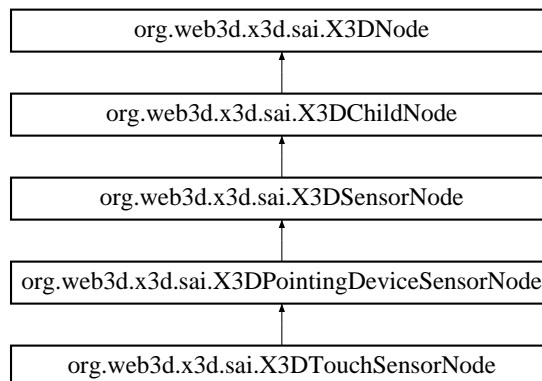 org.web3d.x3d.sai.X3DNode
org.web3d.x3d.sai.X3DChildNode
org.web3d.x3d.sai.X3DSensorNode
org.web3d.x3d.sai.X3DPointingDeviceSensorNode
org.web3d.x3d.sai.X3DTouchSensorNode